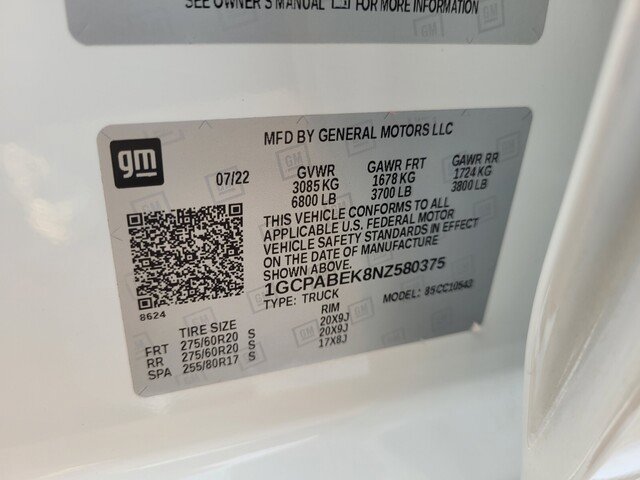 SEE OWNER'S MANUAL FOR MORE INFORMATION
MFD BY GENERAL MOTORS LLC
gm
07/22 GVWR GAWR FRT GAWR RR
3085 KG 1678 KG 1724 KG
6800 LB 3700 LB 3800 LB
THIS VEHICLE CONFORMS TO ALL
APPLICABLE U.S. FEDERAL MOTOR
VEHICLE SAFETY STANDARDS IN EFFECT
ON THE DATE OF MANUFACTURE
SHOWN ABOVE.
1GCPABEK8NZ580375
TYPE: TRUCK MODEL:
8624
TIRE SIZE RIM
FRT 275/60R20 S 20X9J
RR 275/60R20 S 20X9J
SPA 255/80R17 S 17X8J